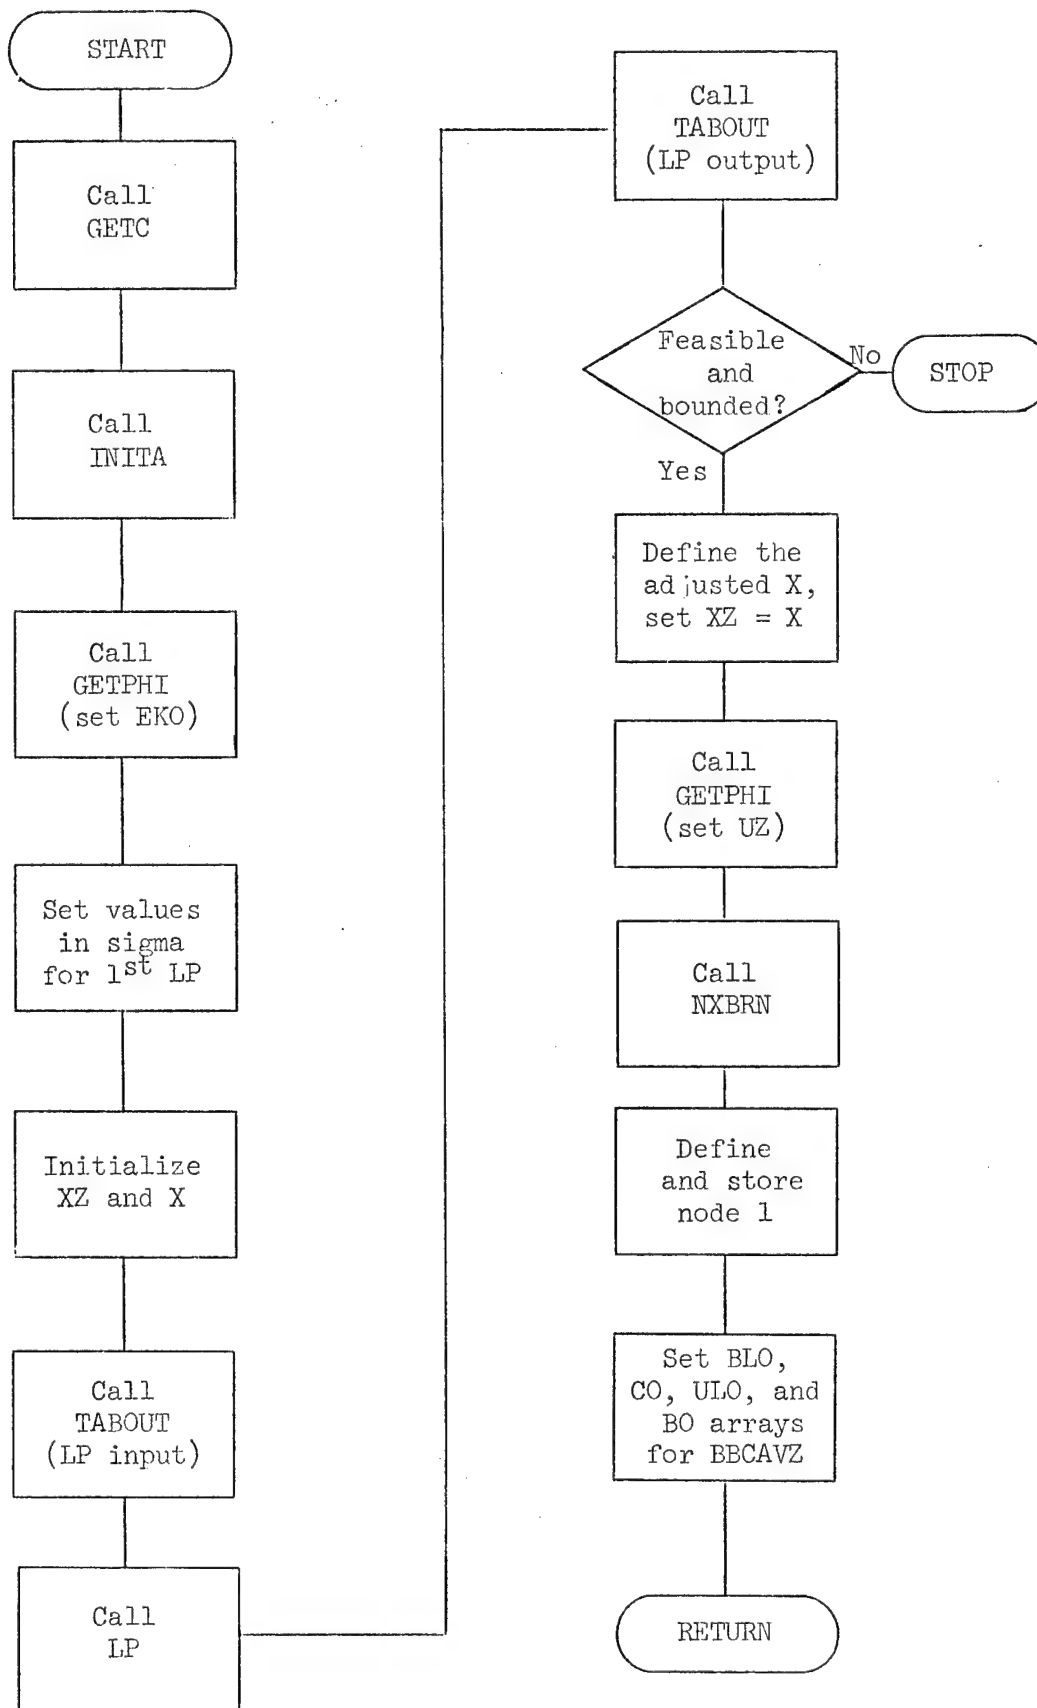 START
Call
GETC
Call
INITA
Call
GETPHI
(set EKO)
Set values
in sigma
for 1st LP
Initialize
XZ and X
Call
TABOUT
(LP input)
Call
LP
Call
TABOUT
(LP output)
Feasible
and
bounded?
No
STOP
Yes
Define the
adjusted X,
set XZ = X
Call
GETPHI
(set UZ)
Call
NXBRN
Define
and store
node 1
Set BLO,
CO, ULO, and
BO arrays
for BBCAVZ
RETURN